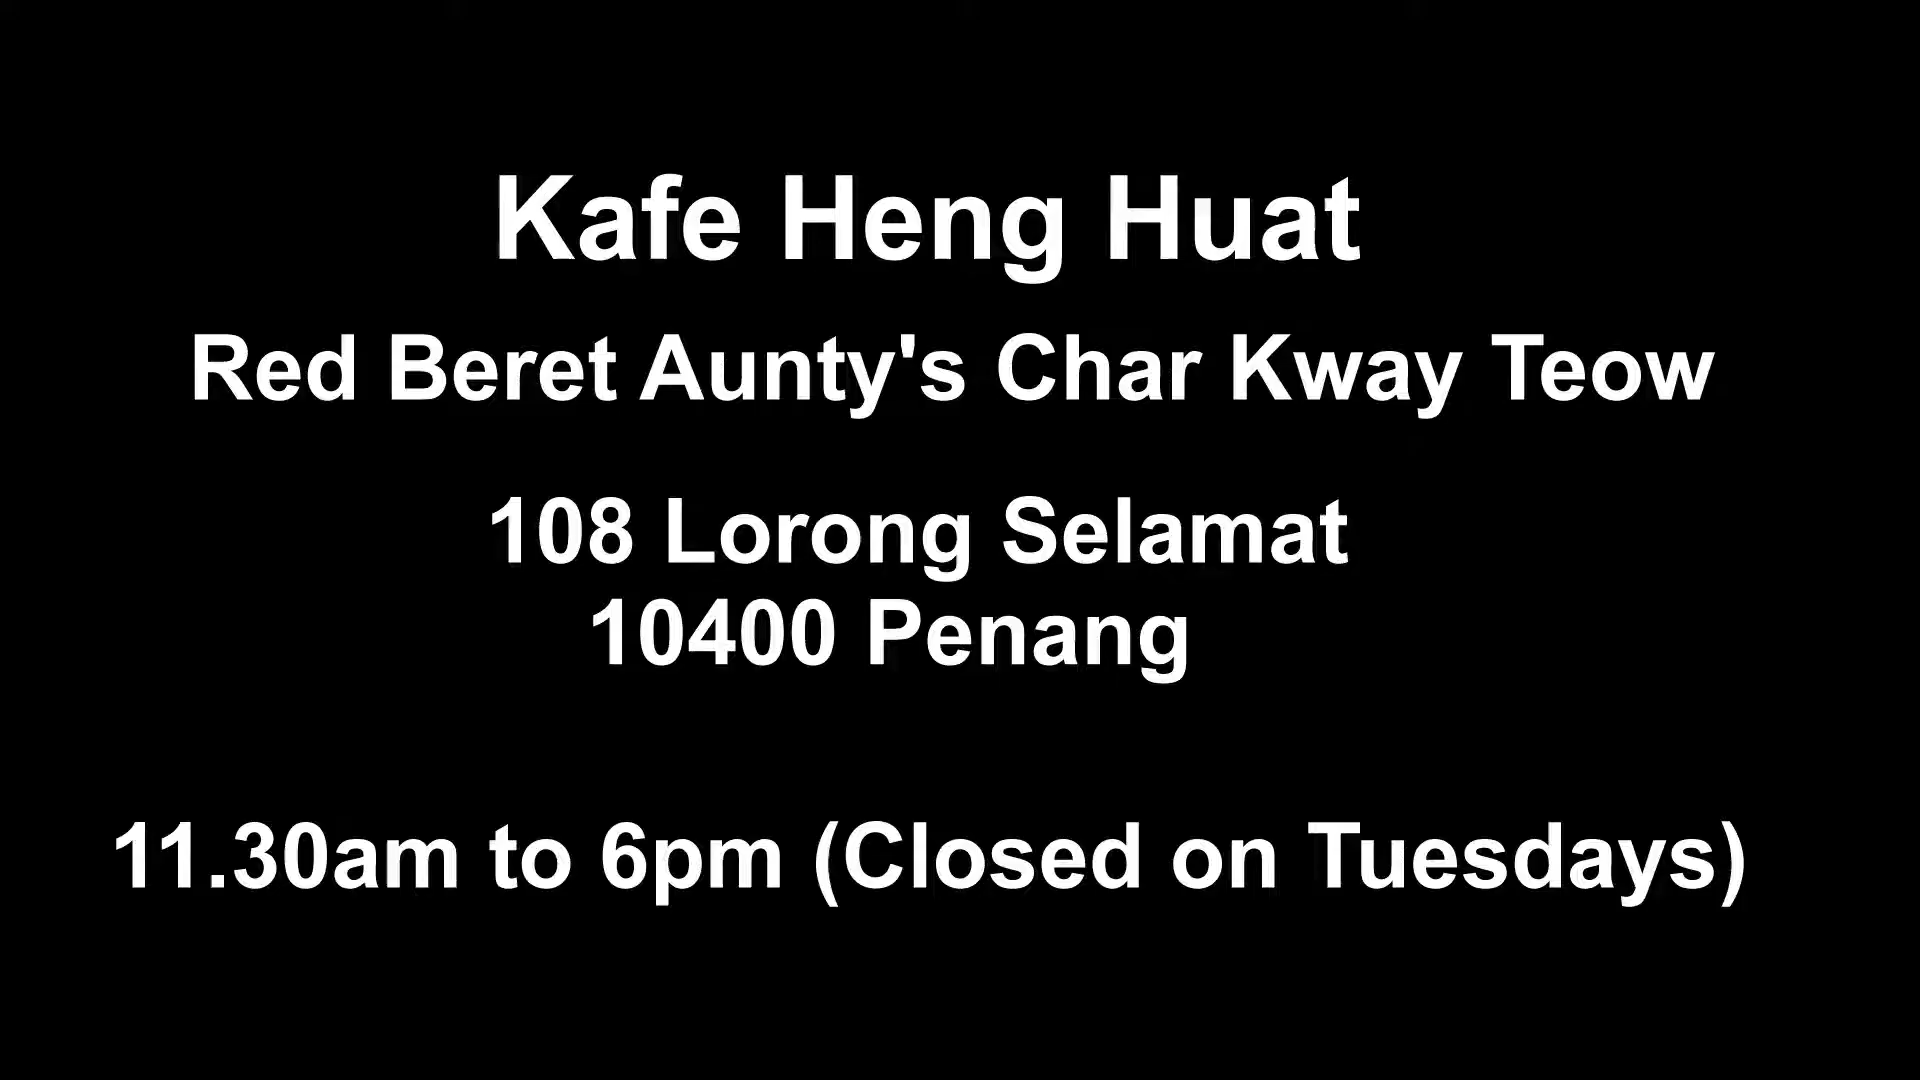 Kafe Heng Huat
Red Beret Aunty's Char Kway Teow
108 Lorong Selamat
10400 Penang
11.30am to 6pm (Closed on Tuesdays)